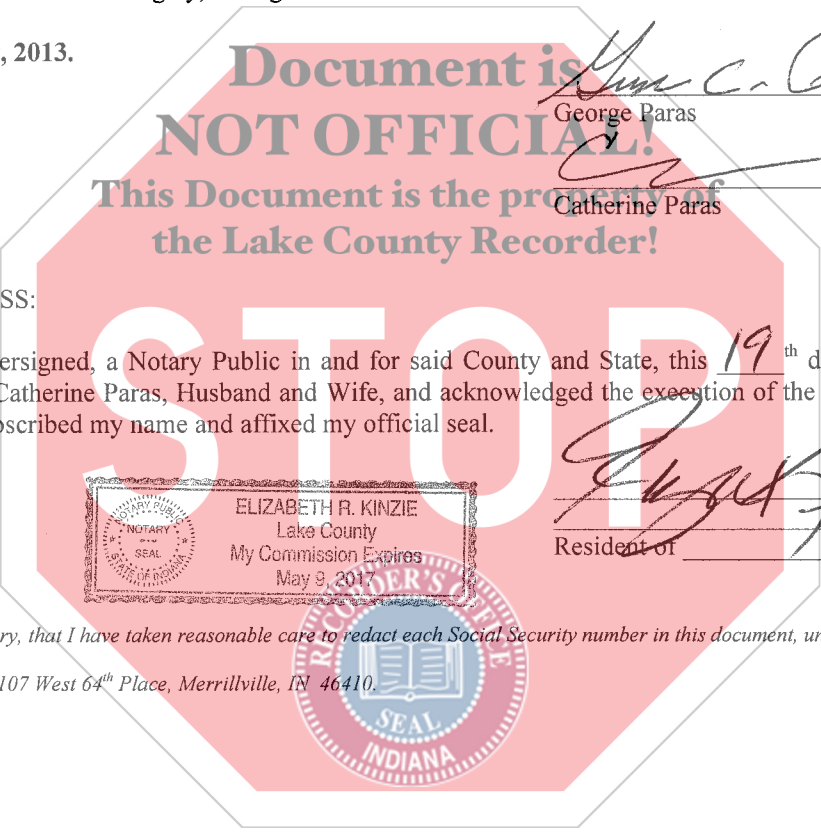 , 2013.
Document is
NOT OFFICIAL!
This Document is the property of
the Lake County Recorder!
George Paras
Catherine Paras
SS:
STOP
ersigned, a Notary Public in and for said County and State, this 19 th d
Catherine Paras, Husband and Wife, and acknowledged the execution of the
bscribed my name and affixed my official seal.
NOTARY PUBLIC
NOTARY
SEAL
STATE OF INDIANA
ELIZABETH R. KINZIE
Lake County
My Commission Expires
May 9, 2017
Resident of
RECORDER'S OFFICE
SEAL
INDIANA
ry, that I have taken reasonable care to redact each Social Security number in this document, un
107 West 64th Place, Merrillville, IN 46410.